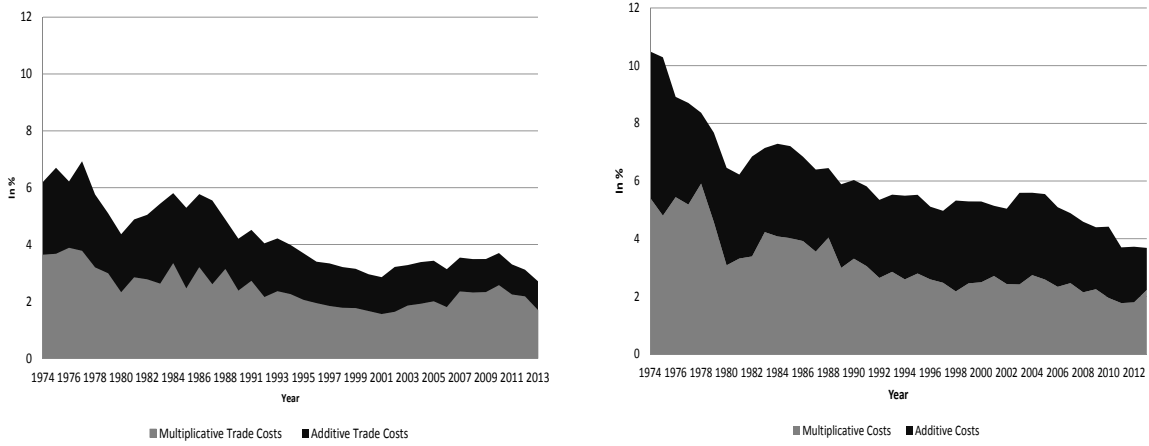 12
10
8
6
4
2
0
In %
1974 1976 1978 1980 1982 1984 1986 1988 1991 1993 1995 1997 1999 2001 2003 2005 2007 2009 2011 2013
Year
Multiplicative Trade Costs Additive Trade Costs
12
10
8
6
4
2
0
In %
1974 1976 1978 1980 1982 1984 1986 1988 1990 1992 1994 1996 1998 2000 2002 2004 2006 2008 2010 2012
Year
Multiplicative Costs Additive Costs